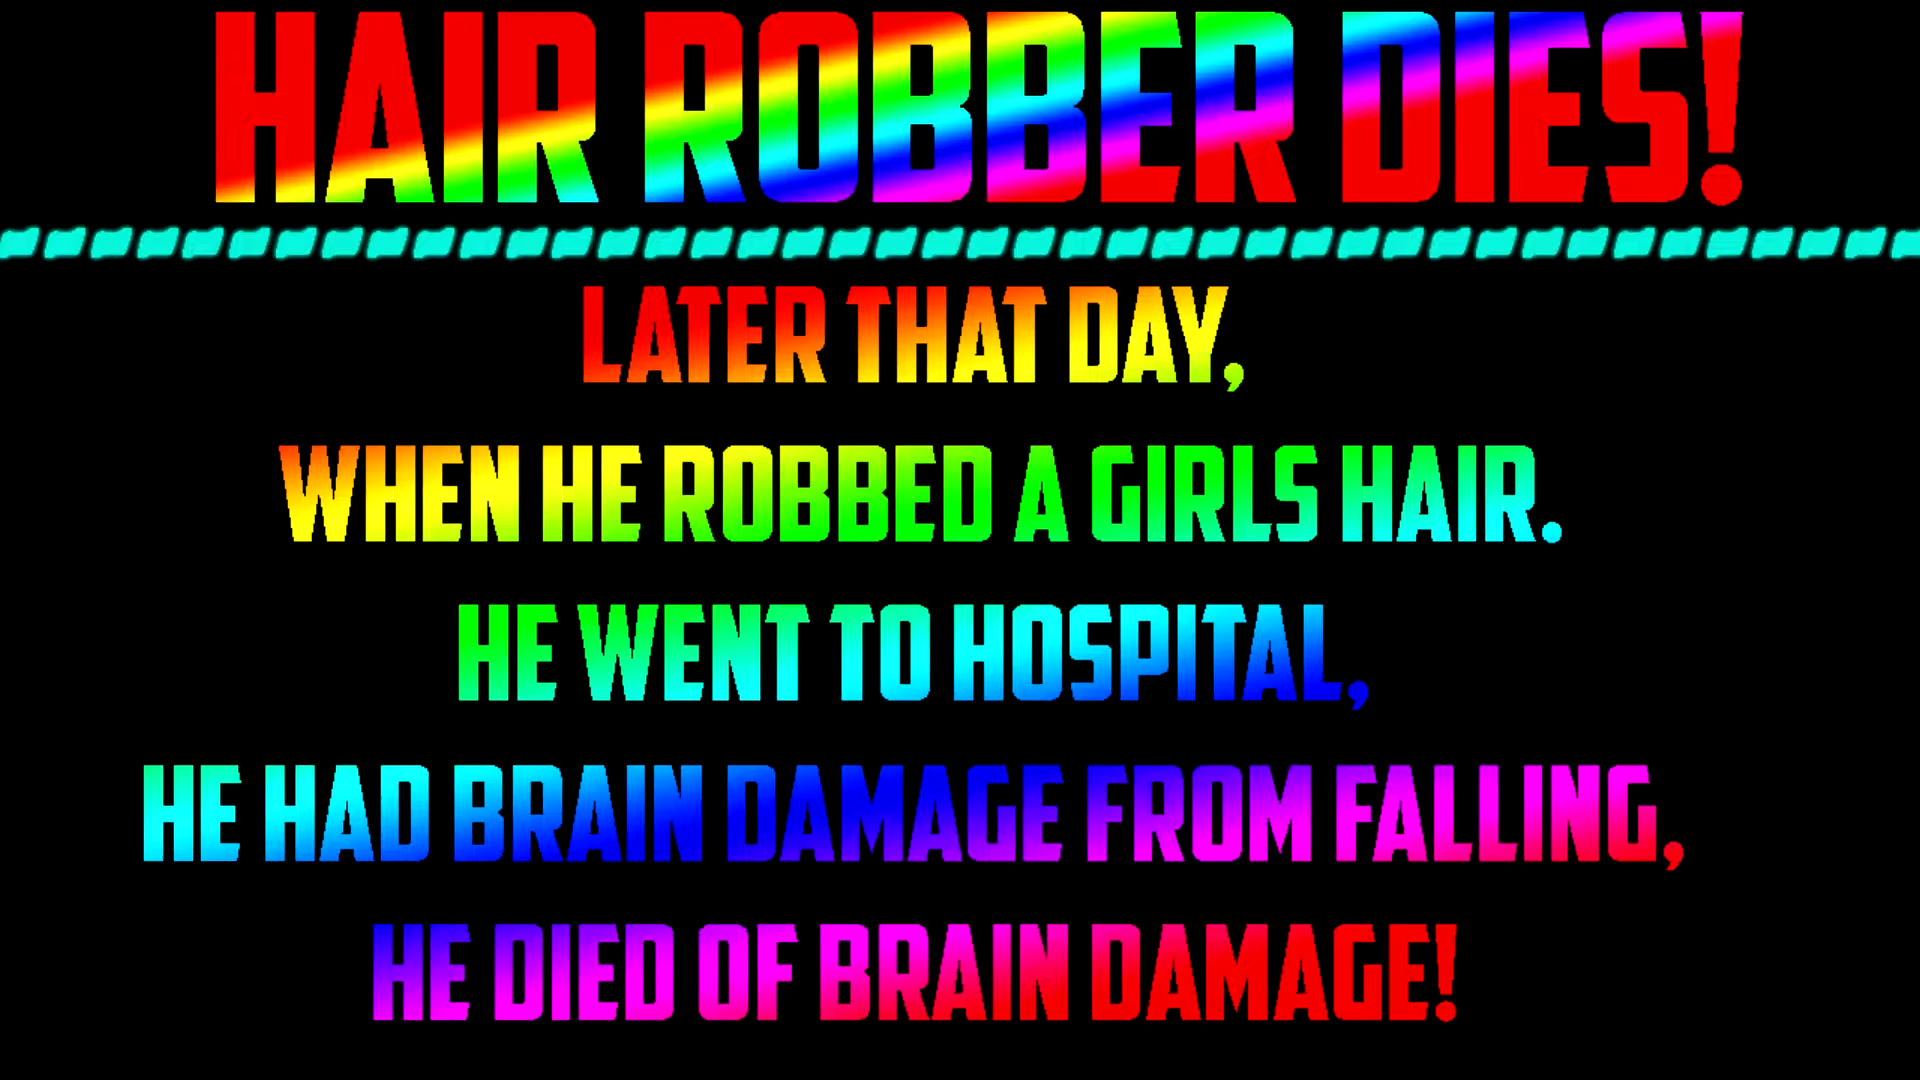 HAIR ROBBER DIES!
LATER THAT DAY,
WHEN HE ROBBED A GIRLS HAIR.
HE WENT TO HOSPITAL,
HE HAD BRAIN DAMAGE FROM FALLING,
HE DIED OF BRAIN DAMAGE!